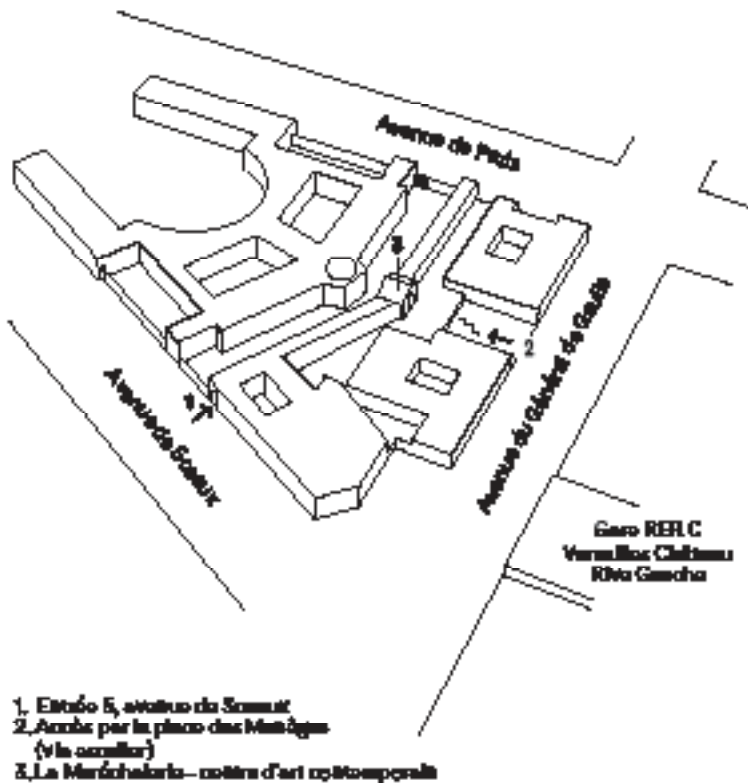 Avenue de Paris
3
2
Avenue du Général de Gaulle
1
Avenue de Sceaux
Gare RER C
Versailles Château
Rive Gauche
1. Entrée 5, avenue de Sceaux
2. Accès par la place des Manèges
(via escalier)
3. La Maréchalerie – centre d'art contemporain